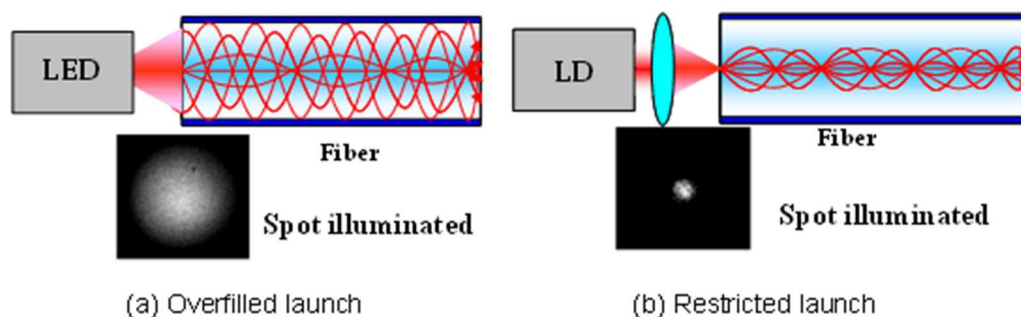 LED
Fiber
Spot illuminated
(a) Overfilled launch
LD
Fiber
Spot illuminated
(b) Restricted launch